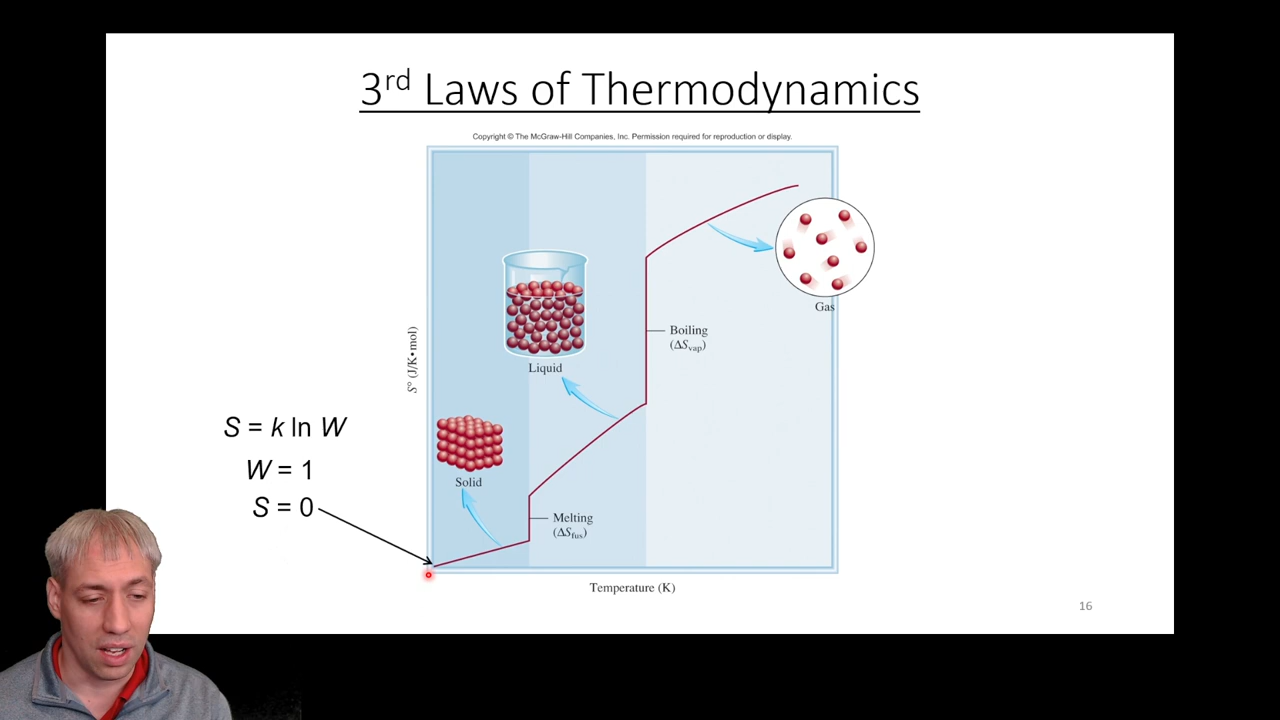 3rd Laws of Thermodynamics
Copyright © The McGraw-Hill Companies, Inc. Permission required for reproduction or display.
Gas
Boiling
(ΔSvap)
Liquid
S° (J/K•mol)
S = k ln W
W = 1
S = 0
Solid
Melting
(ΔSfus)
Temperature (K)
16